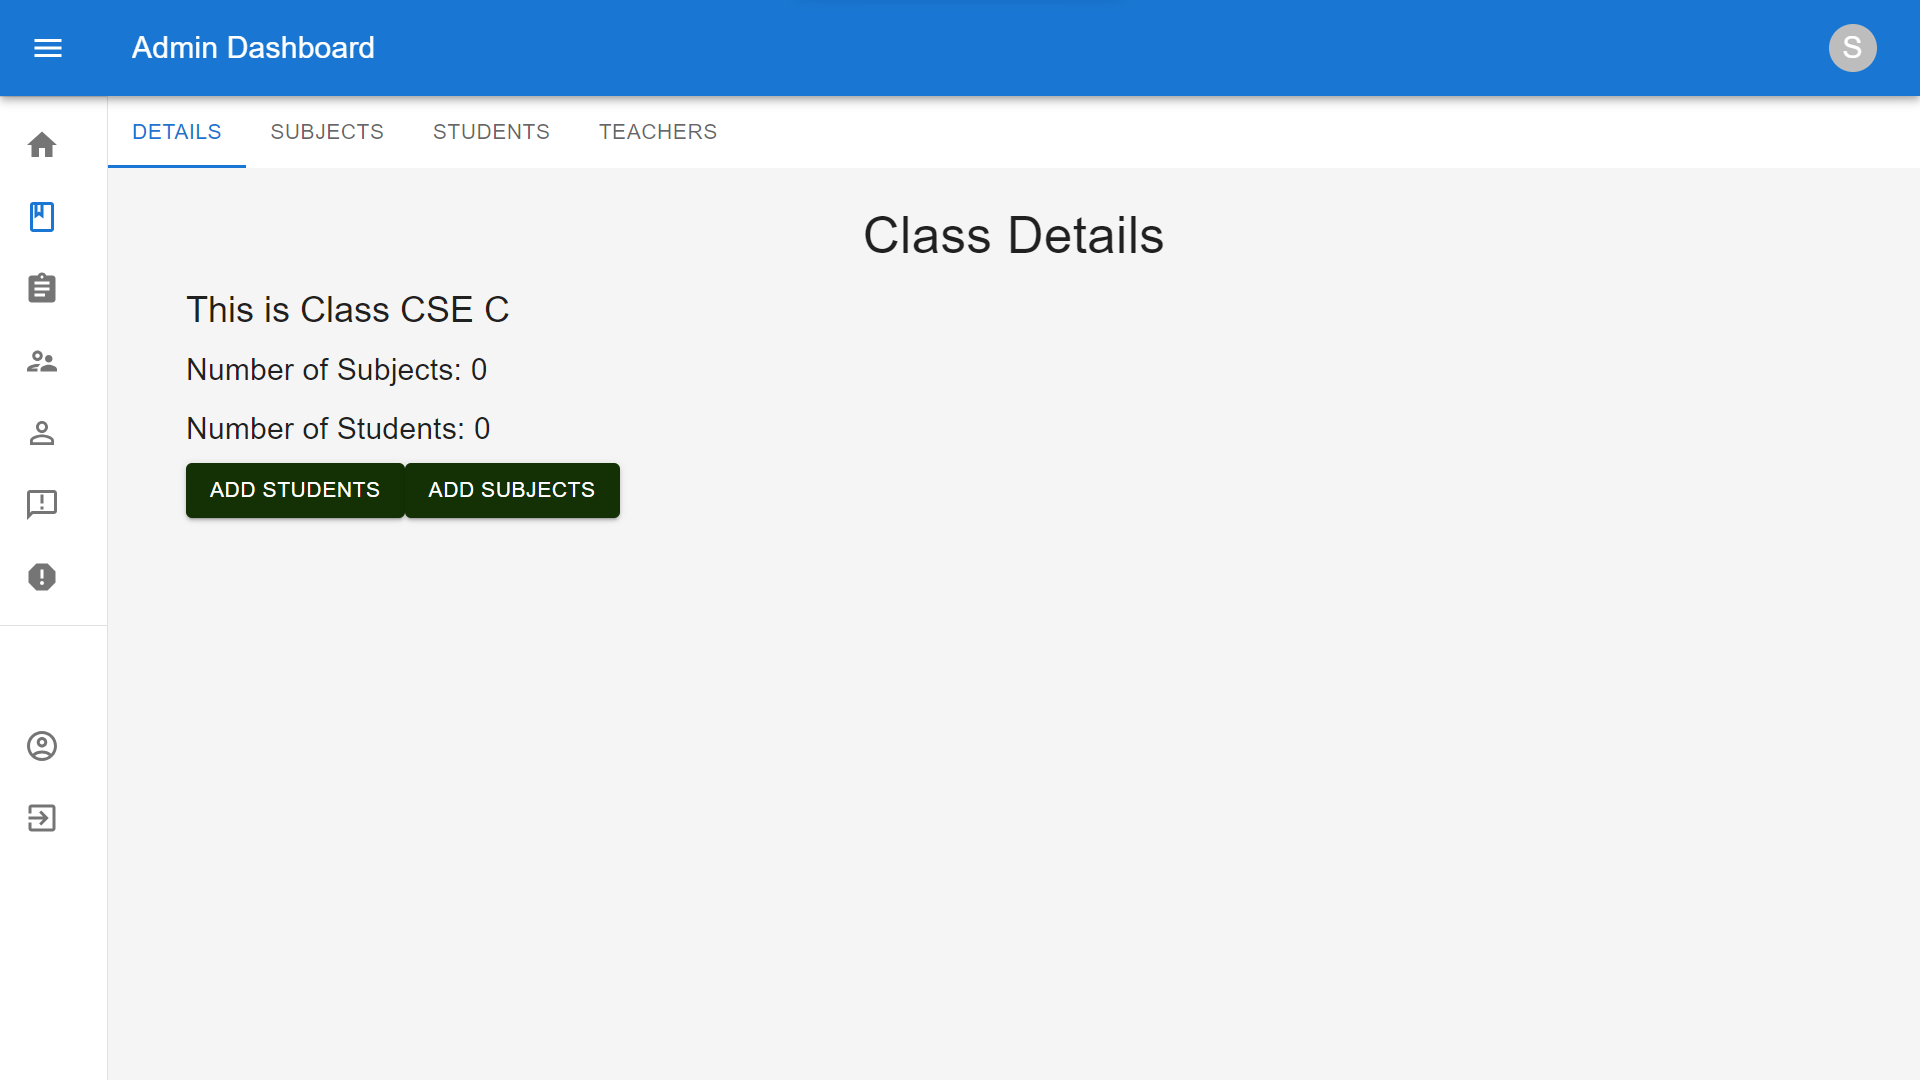 Admin Dashboard
S
DETAILS SUBJECTS STUDENTS TEACHERS
Class Details
This is Class CSE C
Number of Subjects: 0
Number of Students: 0
ADD STUDENTS ADD SUBJECTS